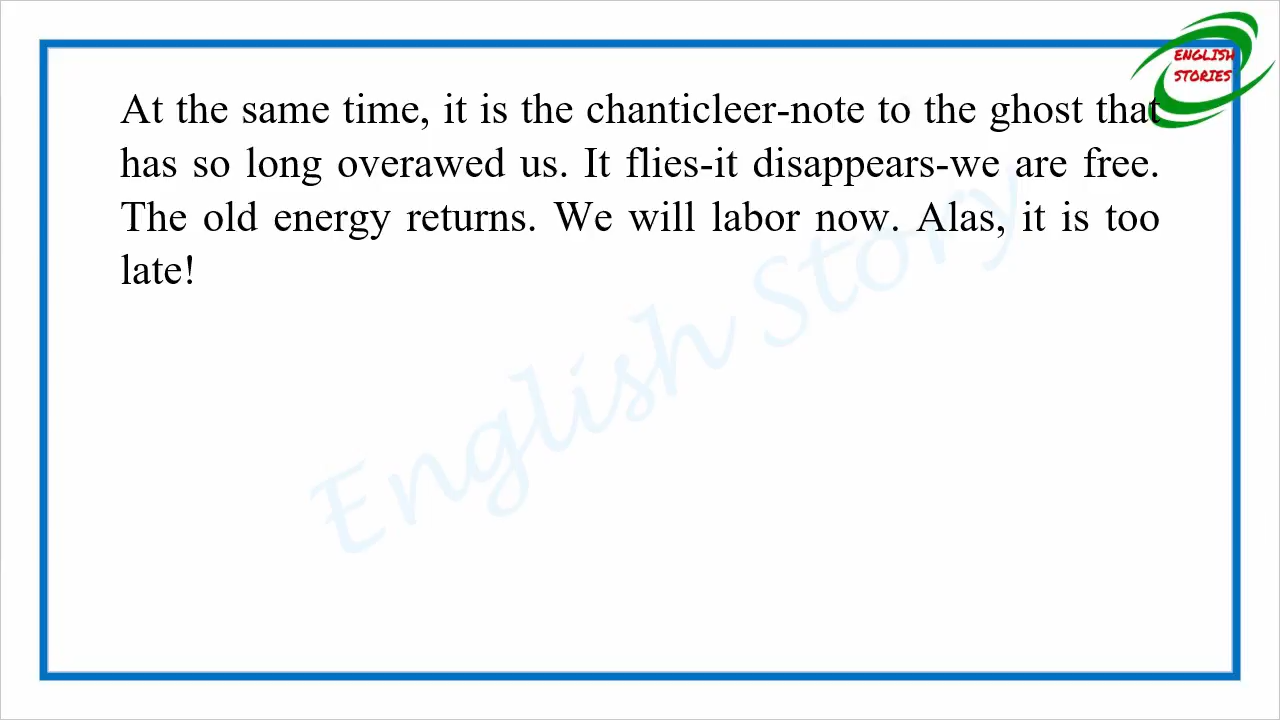 ENGLISH
STORIES
At the same time, it is the chanticleer-note to the ghost that
has so long overawed us. It flies-it disappears-we are free.
The old energy returns. We will labor now. Alas, it is too
late!
English Story